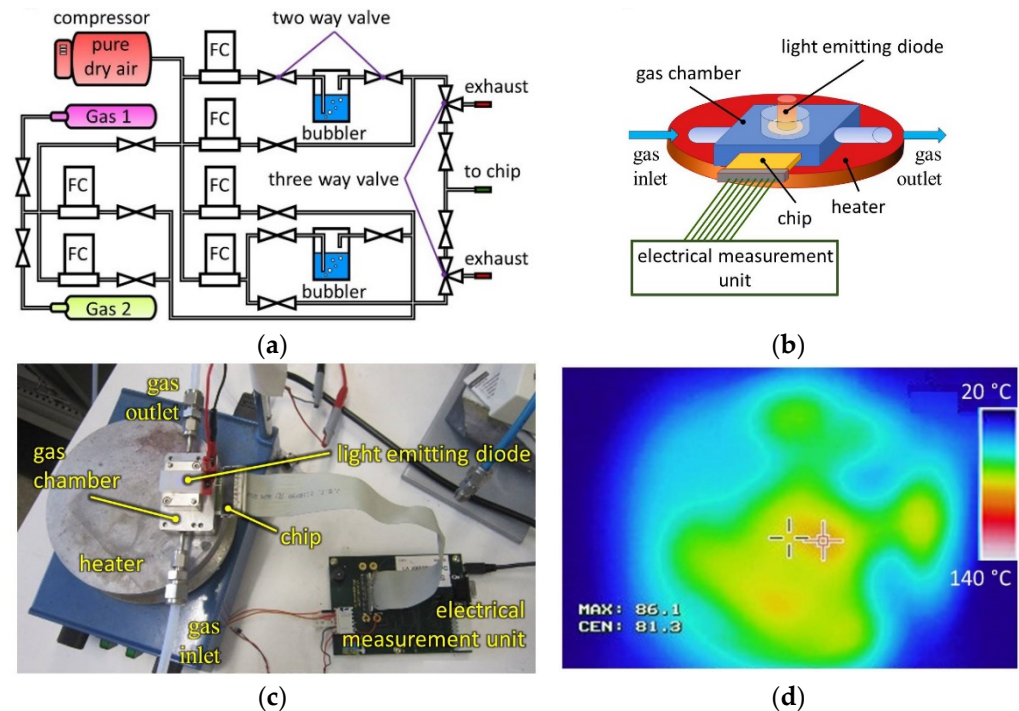 compressor
pure
dry air
FC
two way valve
bubbler
exhaust
Gas 1
FC
to chip
three way valve
FC
FC
FC
FC
bubbler
exhaust
Gas 2
(a)
light emitting diode
gas chamber
gas
inlet
gas
outlet
chip
heater
electrical measurement
unit
(b)
gas
outlet
gas
chamber
light emitting diode
chip
heater
electrical
measurement unit
gas
inlet
(c)
20 °C
140 °C
MAX: 86.1
CEN: 81.3
(d)